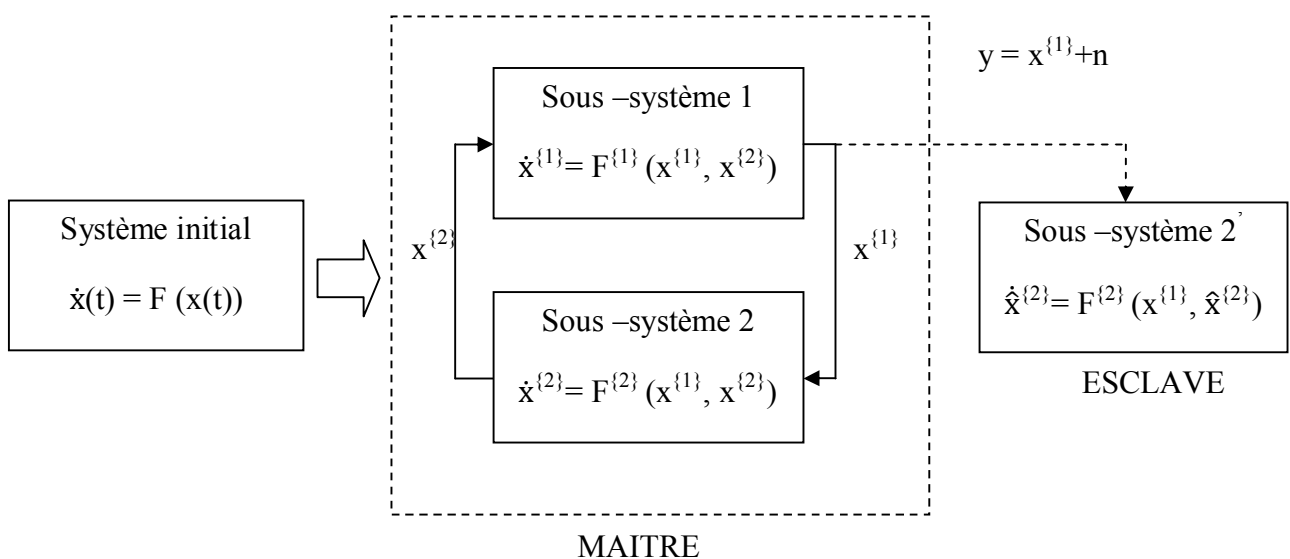 y = x^{1}+n
Sous –système 1
ẋ^{1}= F^{1} (x^{1}, x^{2})
Système initial
ẋ(t) = F (x(t))
x^{2}
x^{1}
Sous –système 2
ẋ^{2}= F^{2} (x^{1}, x^{2})
Sous –système 2’
x̂̇^{2}= F^{2} (x^{1}, x̂^{2})
ESCLAVE
MAITRE